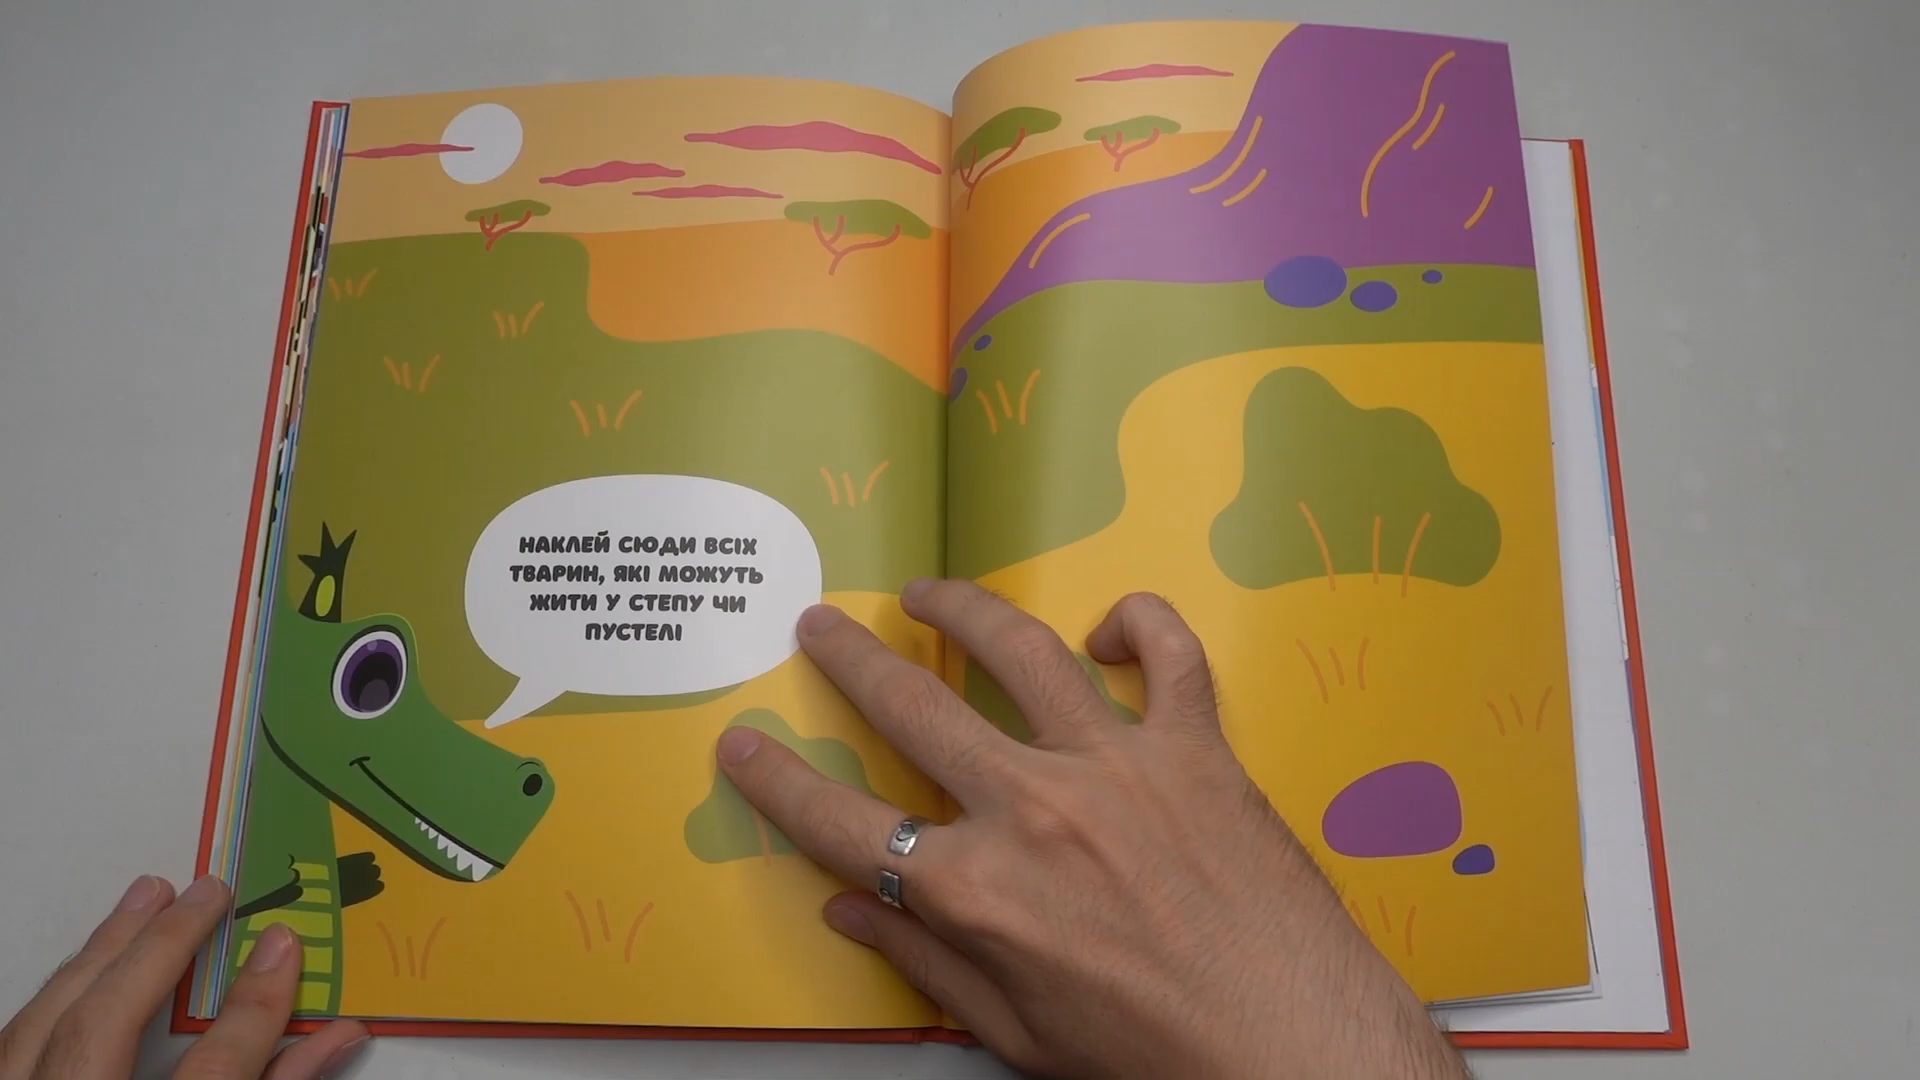 НАКЛЕЙ СЮДИ ВСІХ
ТВАРИН, ЯКІ МОЖУТЬ
ЖИТИ У СТЕПУ ЧИ
ПУСТЕЛІ